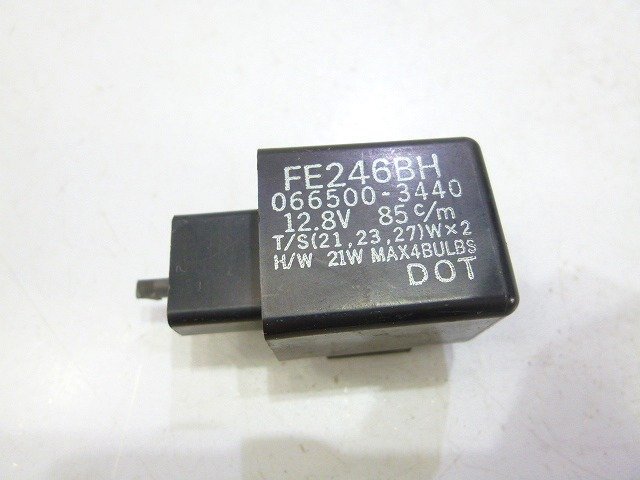 FE246BH
066500-3440
12.8V 85c/m
T/S(21,23,27)W×2
H/W 21W MAX4BULBS
DOT